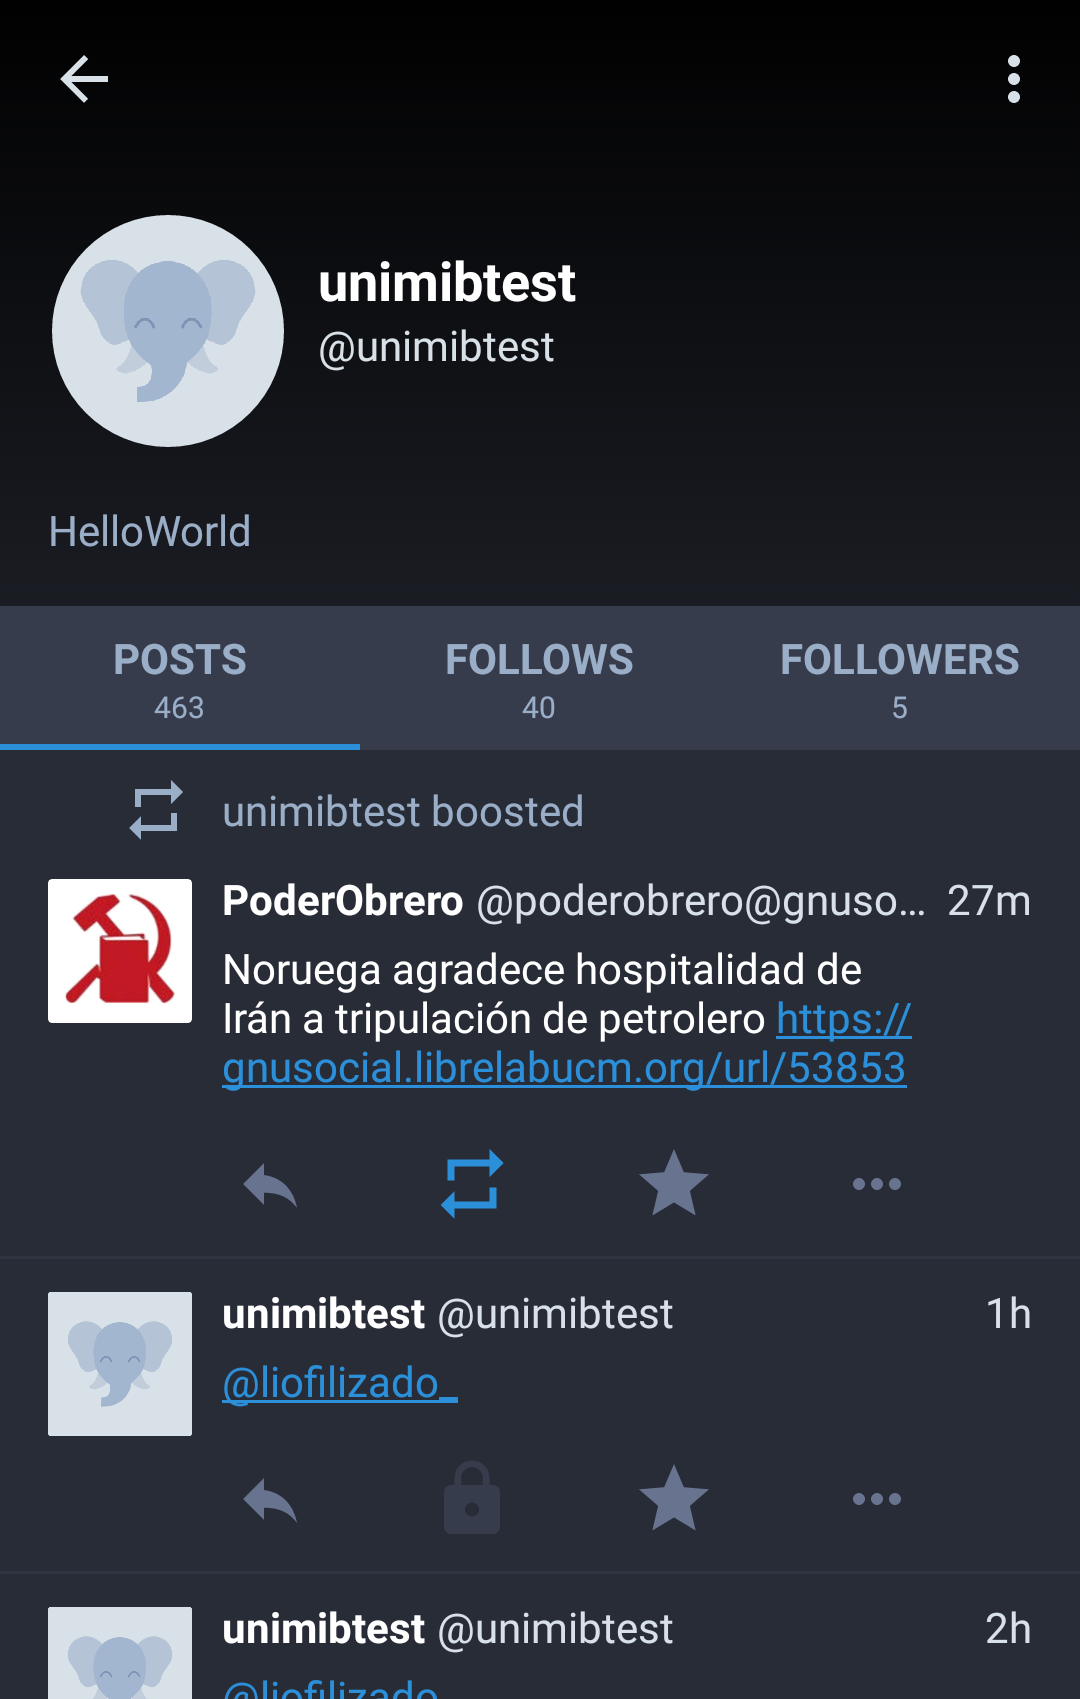 unimibtest
@unimibtest
HelloWorld
POSTS
463
FOLLOWS
40
FOLLOWERS
5
unimibtest boosted
PoderObrero @poderobrero@gnuso… 27m
Noruega agradece hospitalidad de
Irán a tripulación de petrolero https://
gnusocial.librelabucm.org/url/53853
unimibtest @unimibtest 1h
@liofilizado_
unimibtest @unimibtest 2h
@liofilizado